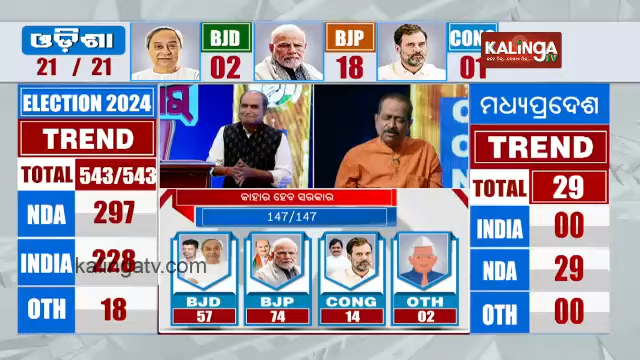 ଓଡ଼ିଶା
21 / 21
BJD
02
BJP
18
CONG
01
KALINGA
TV
ELECTION 2024
TREND
TOTAL 543/543
NDA 297
INDIA 228
OTH 18
kalingatv.com
କାହାର ହେବ ସରକାର
147/147
BJD
57
BJP
74
CONG
14
OTH
02
ମଧ୍ୟପ୍ରଦେଶ
TREND
TOTAL 29
INDIA 00
NDA 29
OTH 00